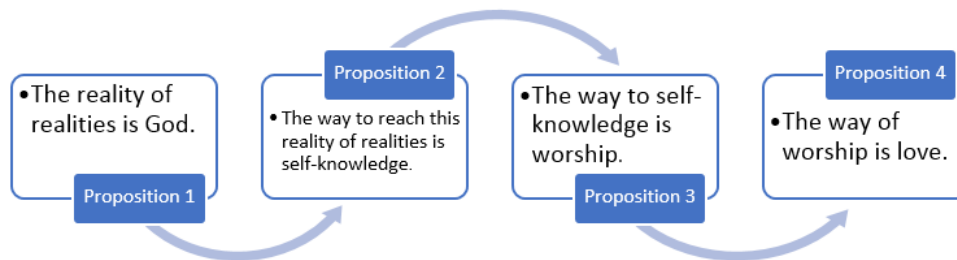 •The reality of
realities is God.
Proposition 1
Proposition 2
•The way to reach this
reality of realities is
self-knowledge.
•The way to self-
knowledge is
worship.
Proposition 3
Proposition 4
•The way of
worship is love.